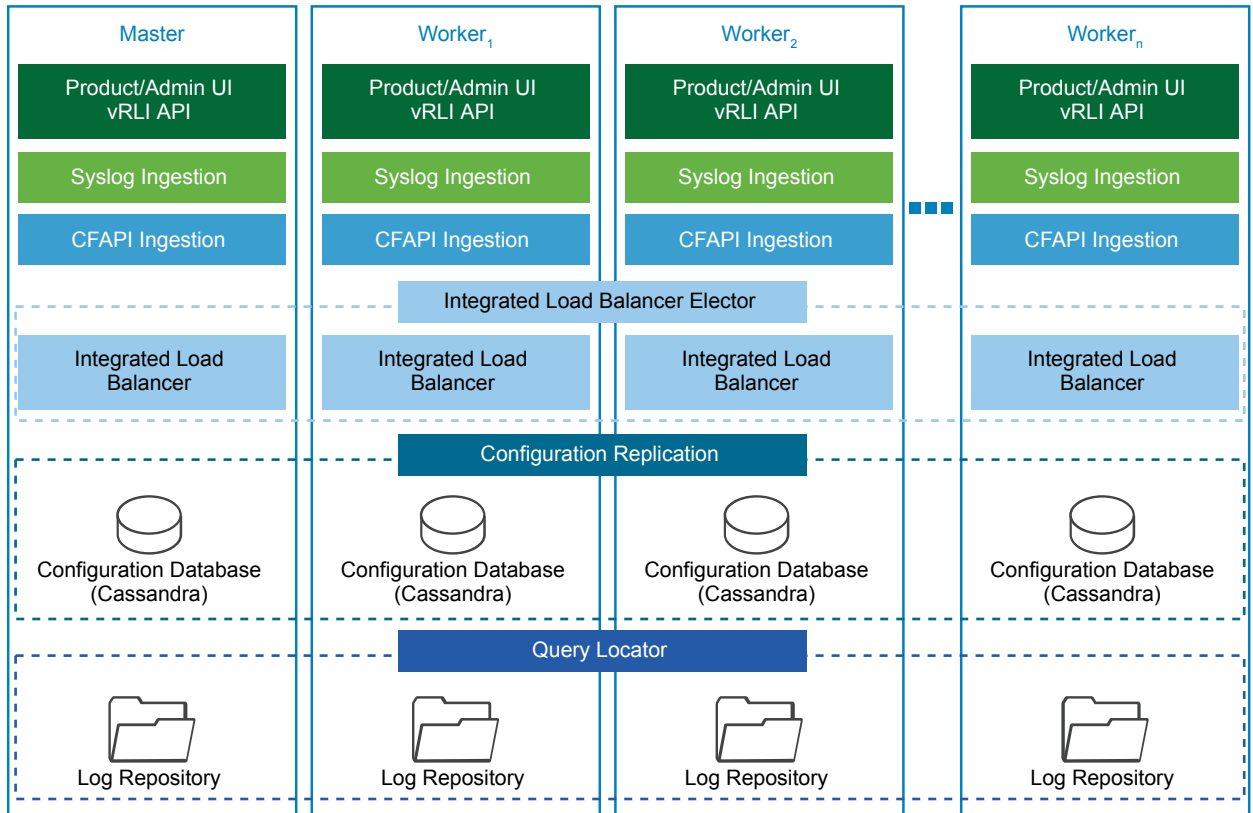 Master
Worker1
Worker2
Workern
Product/Admin UI
vRLI API
Product/Admin UI
vRLI API
Product/Admin UI
vRLI API
Product/Admin UI
vRLI API
Syslog Ingestion
Syslog Ingestion
Syslog Ingestion
Syslog Ingestion
CFAPI Ingestion
CFAPI Ingestion
CFAPI Ingestion
CFAPI Ingestion
Integrated Load Balancer Elector
Integrated Load
Balancer
Integrated Load
Balancer
Integrated Load
Balancer
Integrated Load
Balancer
Configuration Replication
Configuration Database
(Cassandra)
Configuration Database
(Cassandra)
Configuration Database
(Cassandra)
Configuration Database
(Cassandra)
Query Locator
Log Repository
Log Repository
Log Repository
Log Repository